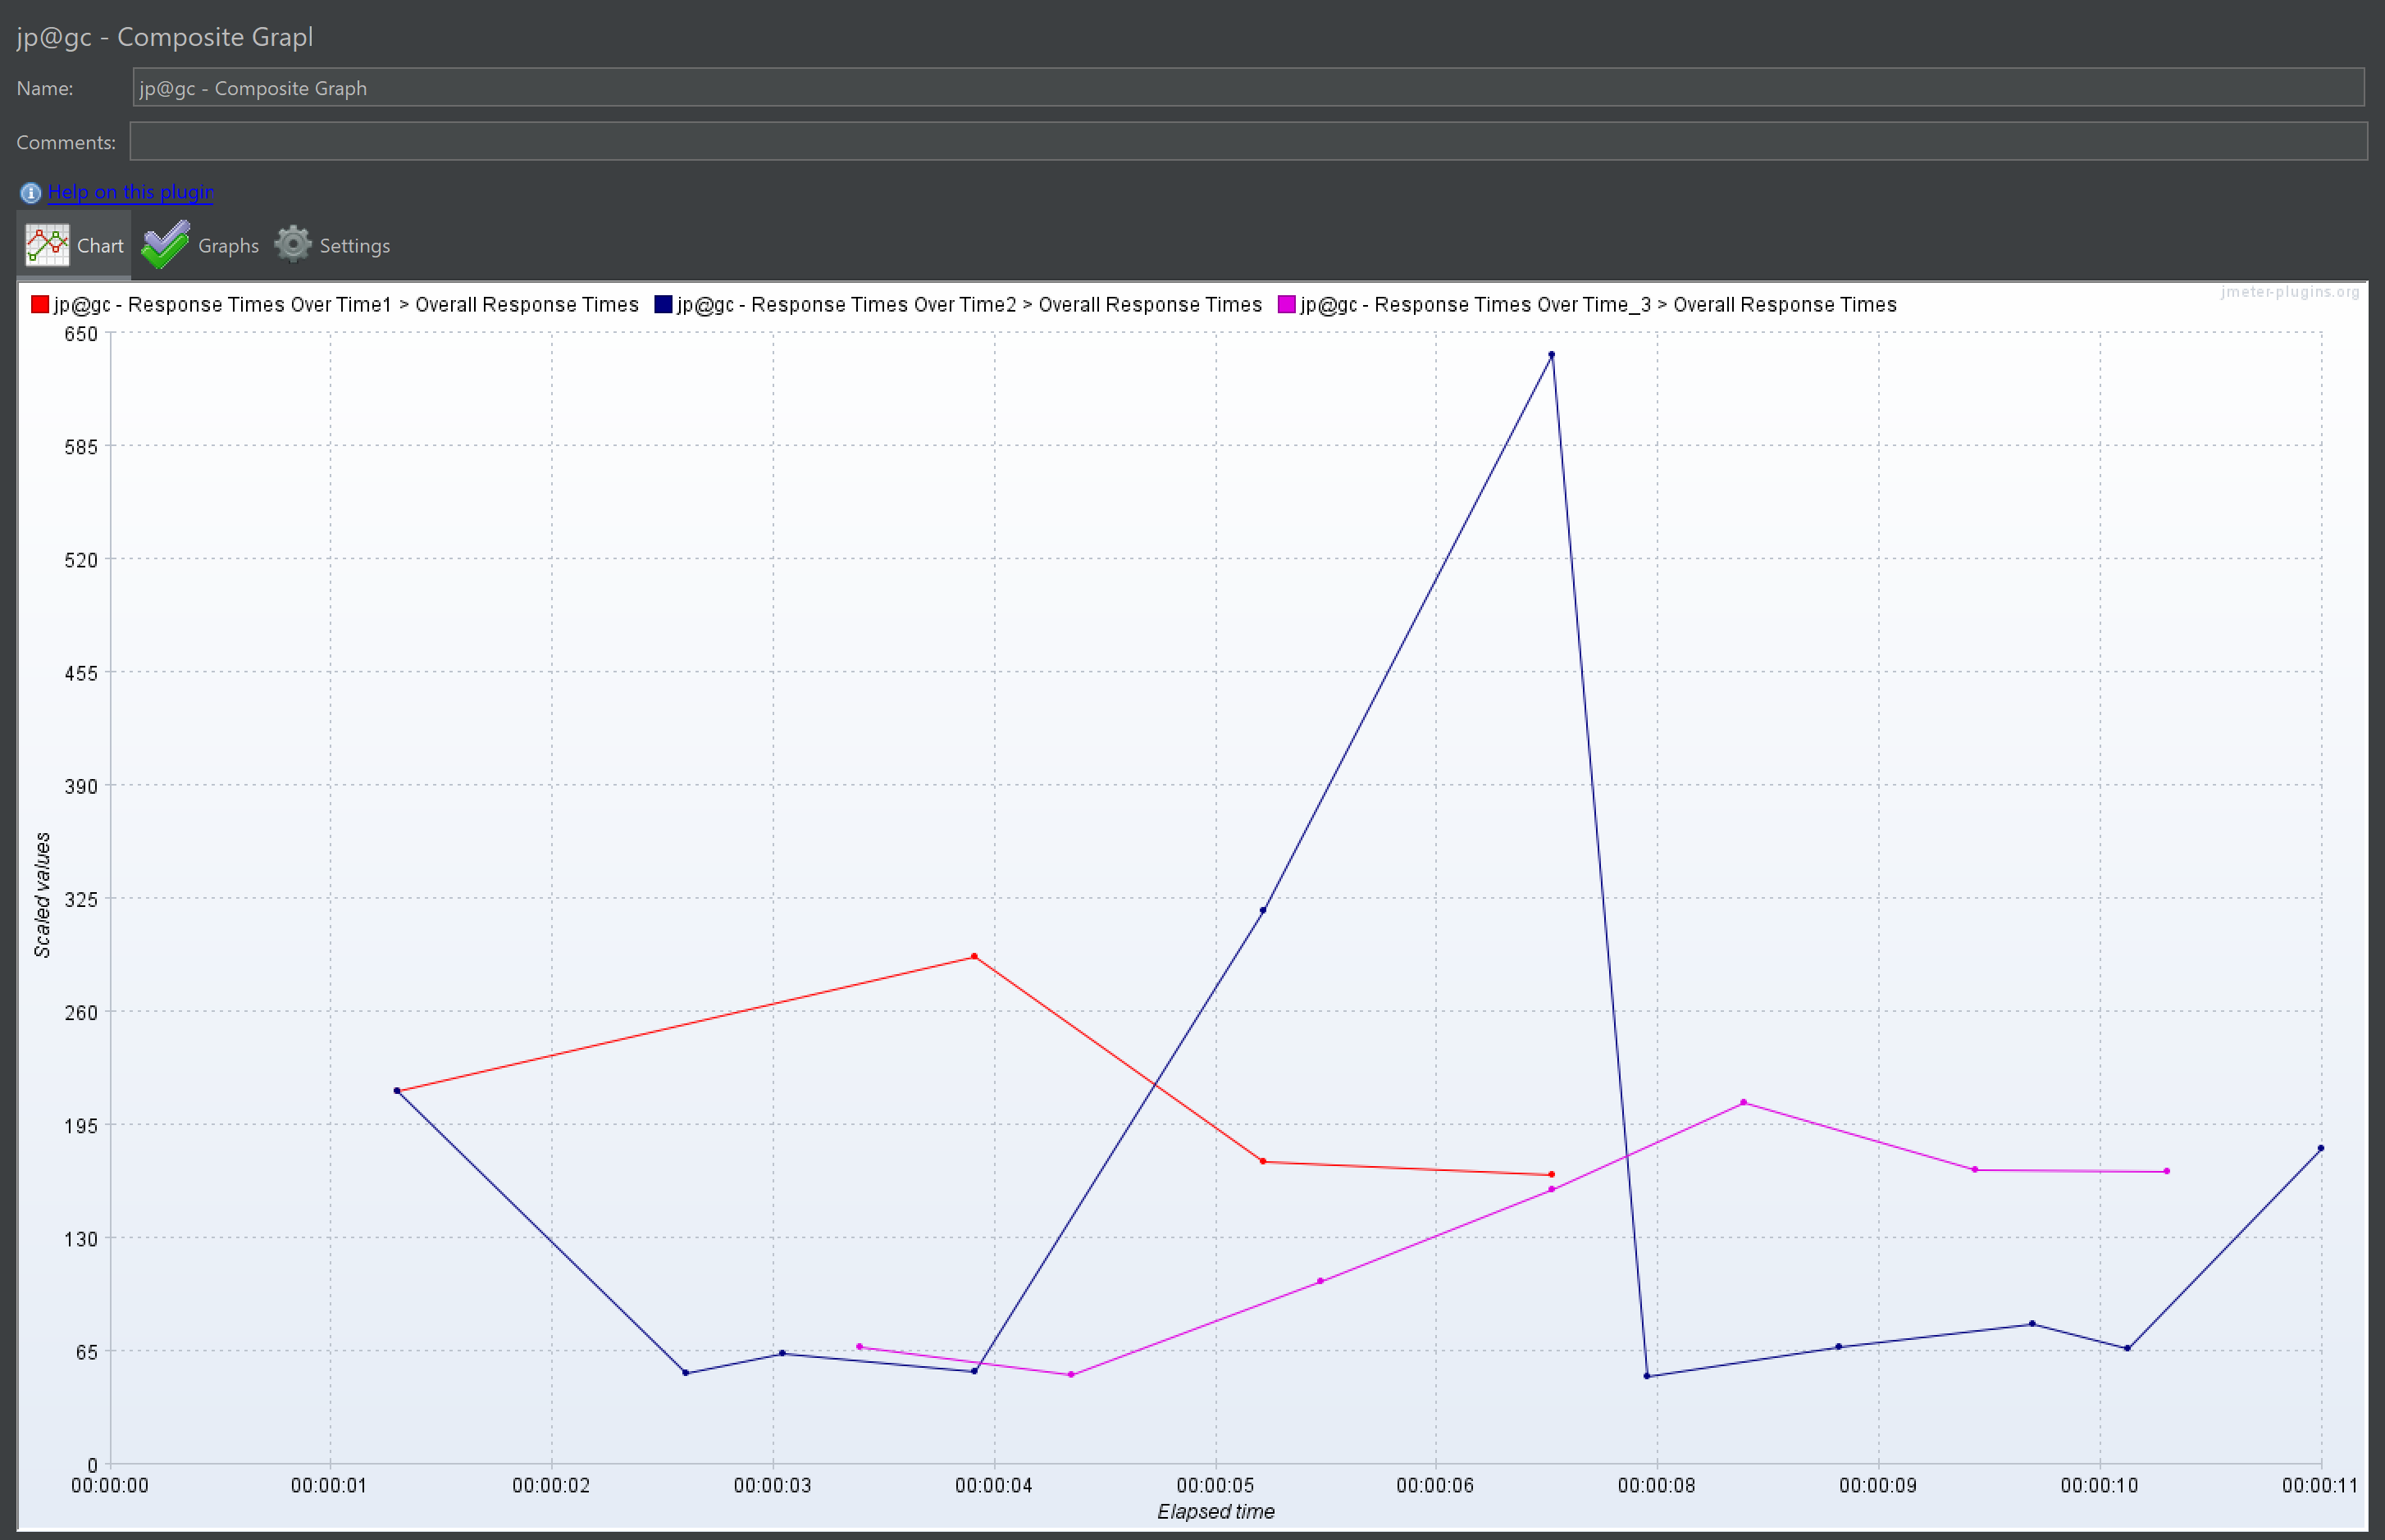 jp@gc - Composite Grapl
Name: jp@gc - Composite Graph
Comments:
Help on this plugin
Chart Graphs Settings
jp@gc - Response Times Over Time1 > Overall Response Times jp@gc - Response Times Over Time2 > Overall Response Times jp@gc - Response Times Over Time_3 > Overall Response Times
jmeter-plugins.org
650
585
520
455
390
325
260
195
130
65
0
Scaled values
00:00:00 00:00:01 00:00:02 00:00:03 00:00:04 00:00:05 00:00:06 00:00:08 00:00:09 00:00:10 00:00:11
Elapsed time